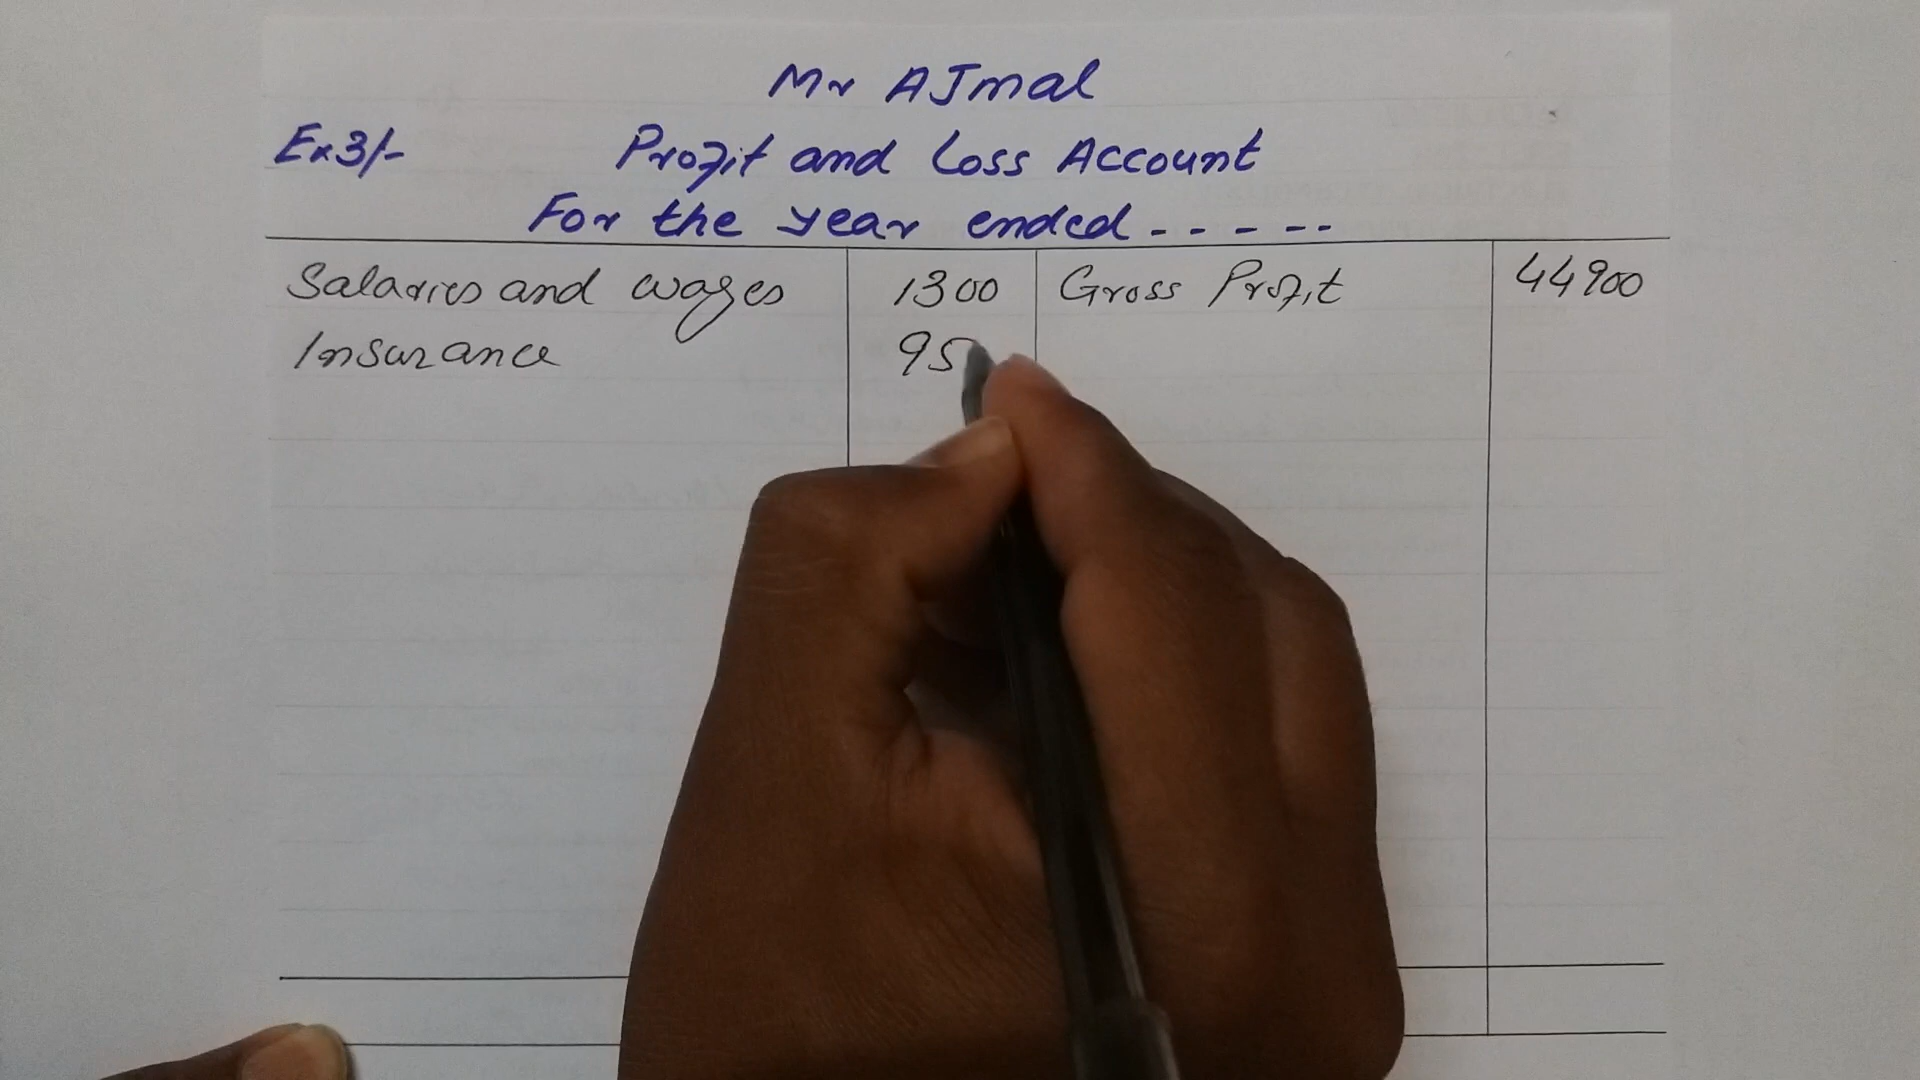 Mr AJmal
Ex3/- Profit and Loss Account
For the year ended - - - - -
Salaries and wages 1300 Gross Profit 44900
Insurance 95